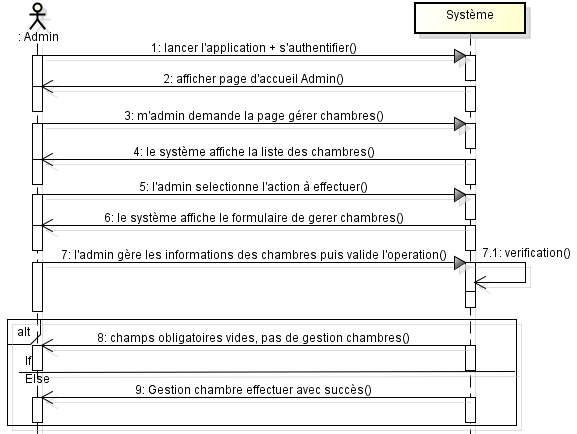 Système
: Admin
1: lancer l'application + s'authentifier()
2: afficher page d'accueil Admin()
3: m'admin demande la page gérer chambres()
4: le système affiche la liste des chambres()
5: l'admin selectionne l'action à effectuer()
6: le système affiche le formulaire de gerer chambres()
7: l'admin gère les informations des chambres puis valide l'operation()
7.1: verification()
alt
8: champs obligatoires vides, pas de gestion chambres()
If
Else
9: Gestion chambre effectuer avec succès()